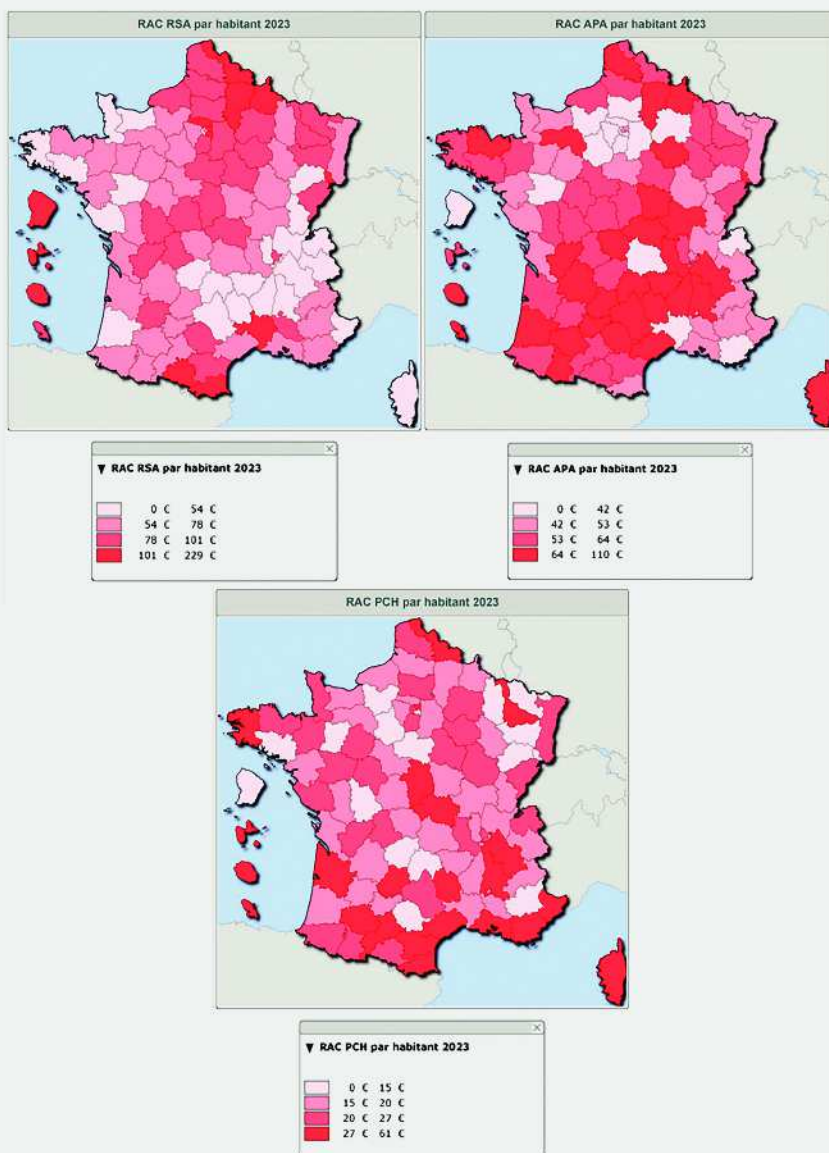 RAC RSA par habitant 2023
RAC APA par habitant 2023
▼ RAC RSA par habitant 2023
0 € 54 €
54 € 78 €
78 € 101 €
101 € 229 €
▼ RAC APA par habitant 2023
0 € 42 €
42 € 53 €
53 € 64 €
64 € 110 €
RAC PCH par habitant 2023
▼ RAC PCH par habitant 2023
0 € 15 €
15 € 20 €
20 € 27 €
27 € 61 €